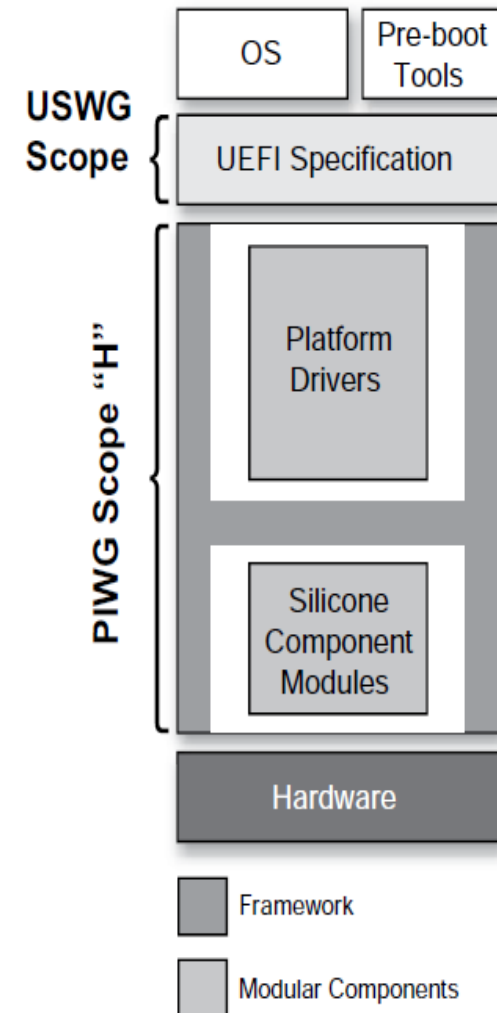 OS
Pre-boot
Tools
USWG
Scope
UEFI Specification
PIWG Scope “H”
Platform
Drivers
Silicone
Component
Modules
Hardware
Framework
Modular Components